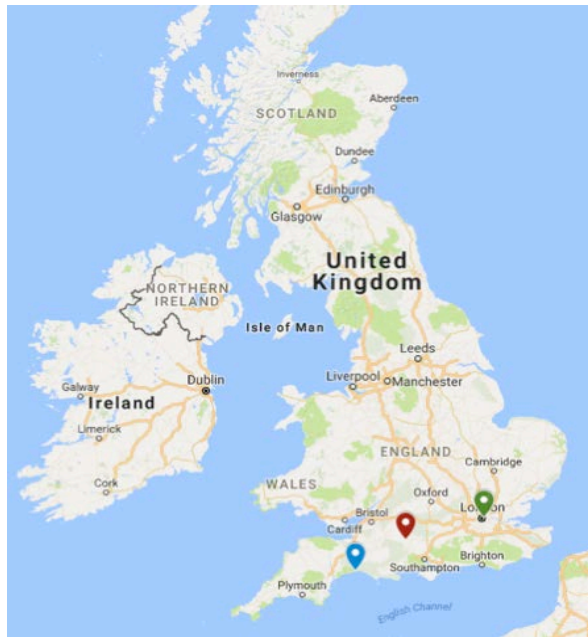 Inverness
Aberdeen
SCOTLAND
Dundee
Edinburgh
Glasgow
United
Kingdom
NORTHERN
IRELAND
Isle of Man
Leeds
Dublin
Liverpool
Manchester
Galway
Ireland
Limerick
ENGLAND
Cambridge
Cork
WALES
Oxford
Bristol
London
Cardiff
Brighton
Southampton
Plymouth
English Channel